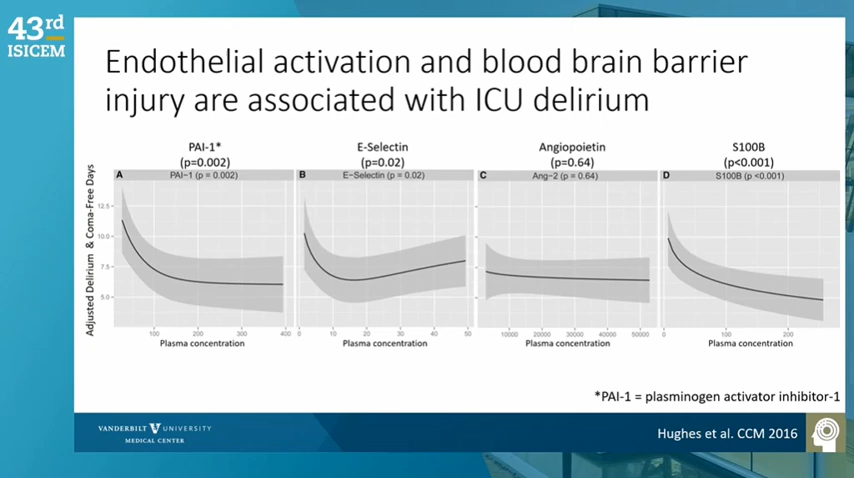 43rd
ISICEM
Endothelial activation and blood brain barrier
injury are associated with ICU delirium
PAI-1*
(p=0.002)
E-Selectin
(p=0.02)
Angiopoietin
(p=0.64)
S100B
(p<0.001)
Adjusted Delirium & Coma-Free Days
A PAI-1 (p = 0.002)
B E-Selectin (p = 0.02)
C Ang-2 (p = 0.64)
D S100B (p <0.001)
12.5
10.0
7.5
5.0
100 200 300 400
0 10 20 30 40 50
10000 20000 30000 40000 50000
0 100 200
Plasma concentration
Plasma concentration
Plasma concentration
Plasma concentration
*PAI-1 = plasminogen activator inhibitor-1
VANDERBILT UNIVERSITY
MEDICAL CENTER
Hughes et al. CCM 2016